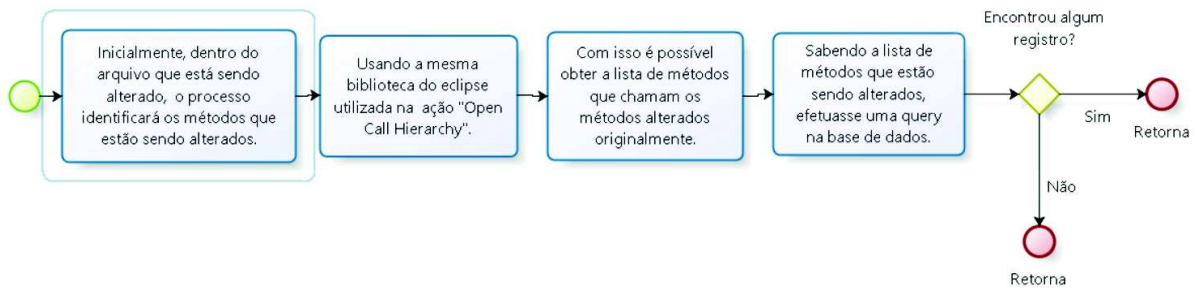 Inicialmente, dentro do
arquivo que está sendo
alterado,  o processo
identificará os métodos que
estão sendo alterados.
Usando a mesma
biblioteca do eclipse
utilizada na  ação "Open
Call Hierarchy".
Com isso é possível
obter a lista de métodos
que chamam os
métodos alterados
originalmente.
Sabendo a lista de
métodos que estão
sendo alterados,
efetuasse uma query
na base de dados.
Encontrou algum
registro?
Sim
Retorna
Não
Retorna